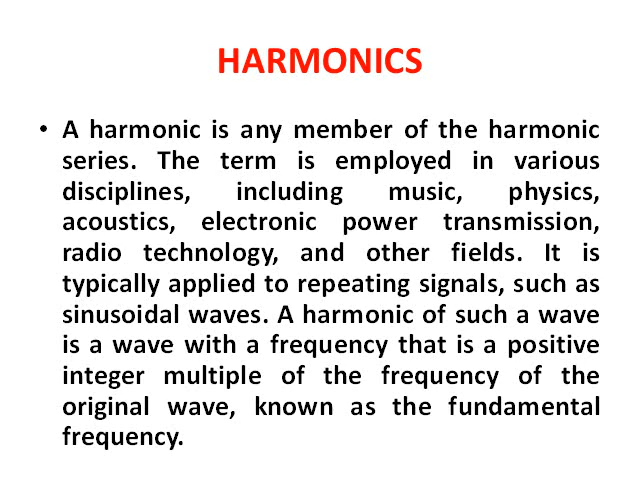 HARMONICS
• A harmonic is any member of the harmonic
series. The term is employed in various
disciplines, including music, physics,
acoustics, electronic power transmission,
radio technology, and other fields. It is
typically applied to repeating signals, such as
sinusoidal waves. A harmonic of such a wave
is a wave with a frequency that is a positive
integer multiple of the frequency of the
original wave, known as the fundamental
frequency.